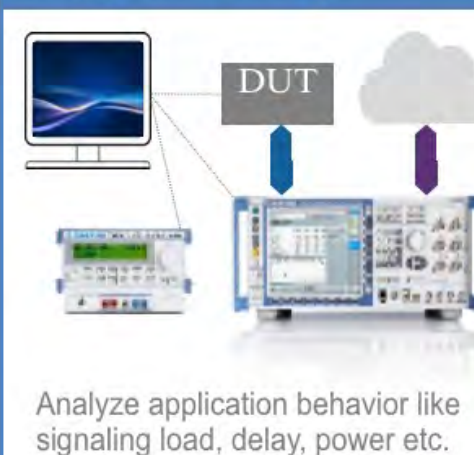 DUT
Analyze application behavior like
signaling load, delay, power etc.